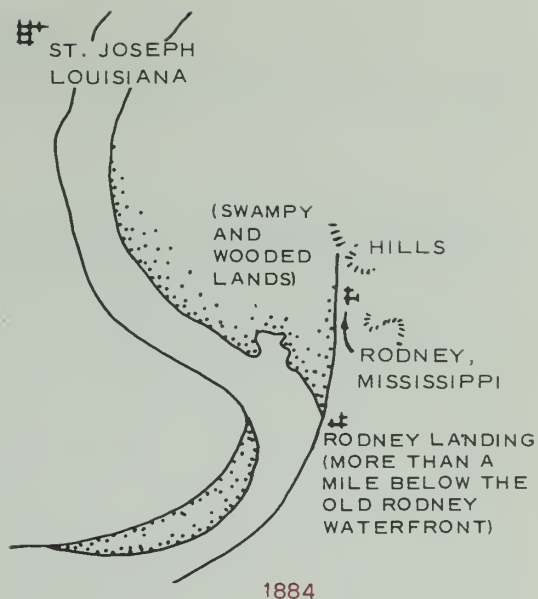 ST. JOSEPH
LOUISIANA
(SWAMPY
AND
WOODED
LANDS)
HILLS
RODNEY,
MISSISSIPPI
RODNEY LANDING
(MORE THAN A
MILE BELOW THE
OLD RODNEY
WATERFRONT)
1884